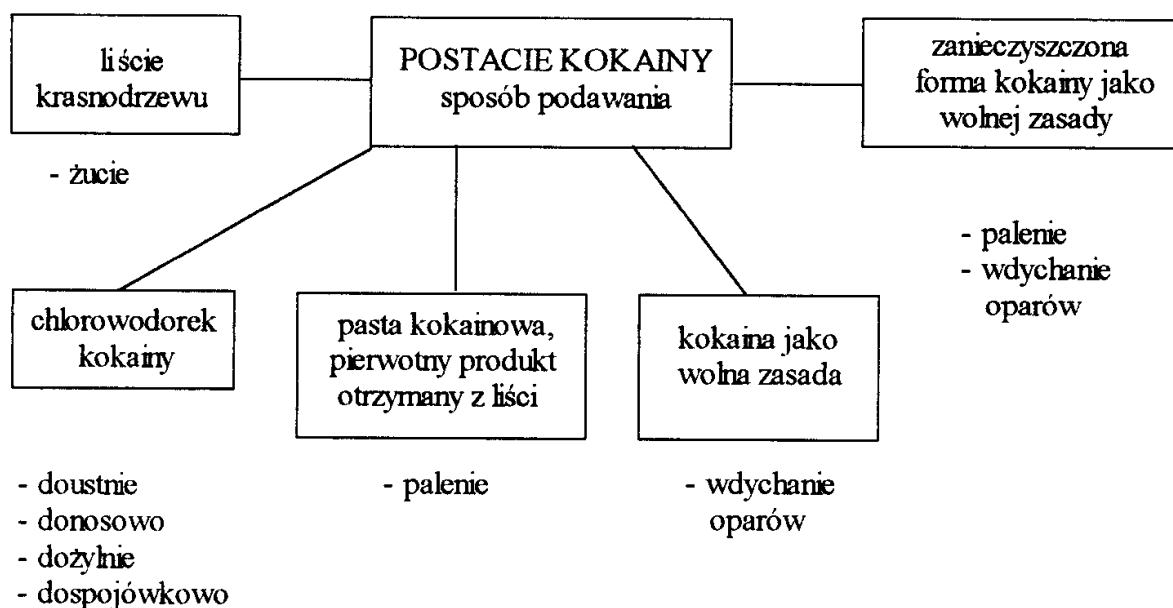 liście
krasnodrzewu
- żucie
POSTACIE KOKAINY
sposób podawania
zanieczyszczona
forma kokainy jako
wolnej zasady
- palenie
- wdychanie
oparów
chlorowodorek
kokainy
- doustnie
- donosowo
- dożylnie
- dospojówkowo
pasta kokainowa,
pierwotny produkt
otrzymany z liści
- palenie
kokaina jako
wolna zasada
- wdychanie
oparów